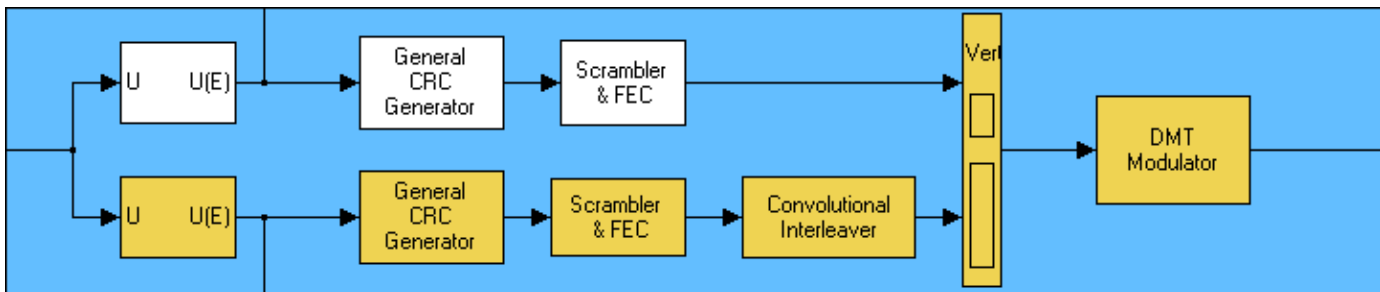 U U(E)
General
CRC
Generator
Scrambler
& FEC
Vert
DMT
Modulator
U U(E)
General
CRC
Generator
Scrambler
& FEC
Convolutional
Interleaver